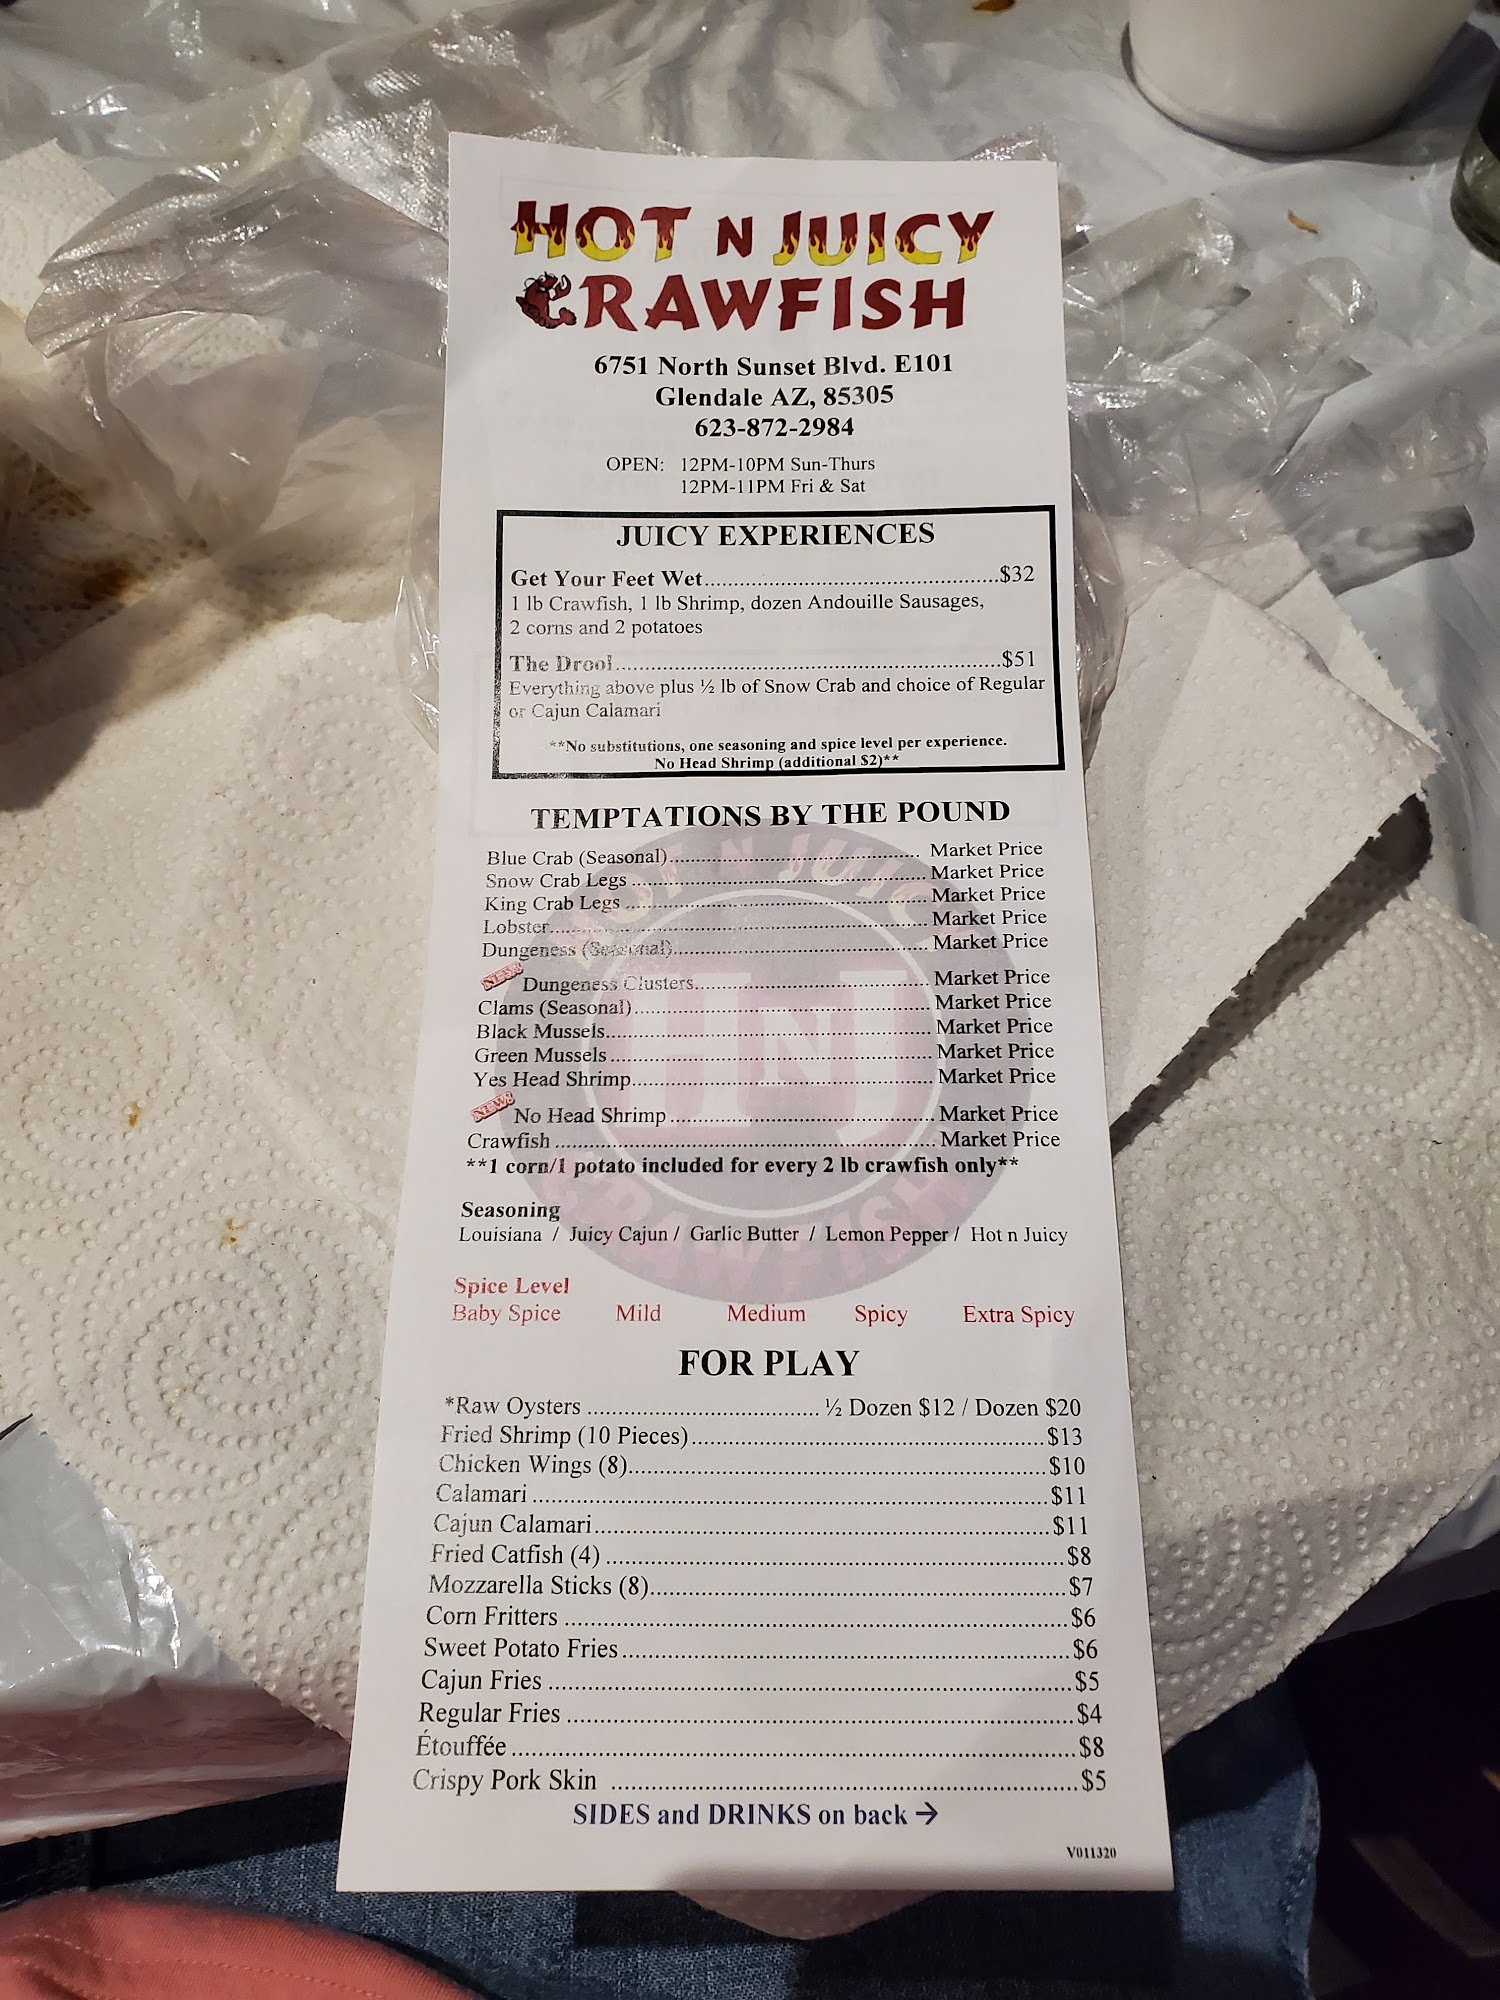 HOT N JUICY
CRAWFISH
6751 North Sunset Blvd. E101
Glendale AZ, 85305
623-872-2984
OPEN: 12PM-10PM Sun-Thurs
12PM-11PM Fri & Sat
JUICY EXPERIENCES
Get Your Feet Wet..........$32
1 lb Crawfish, 1 lb Shrimp, dozen Andouille Sausages,
2 corns and 2 potatoes
The Drool..........$51
Everything above plus ½ lb of Snow Crab and choice of Regular
or Cajun Calamari
**No substitutions, one seasoning and spice level per experience.
No Head Shrimp (additional $2)**
TEMPTATIONS BY THE POUND
Blue Crab (Seasonal).......... Market Price
Snow Crab Legs .......... Market Price
King Crab Legs .......... Market Price
Lobster.......... Market Price
Dungeness (Seasonal).......... Market Price
NEW! Dungeness Clusters.......... Market Price
Clams (Seasonal).......... Market Price
Black Mussels.......... Market Price
Green Mussels .......... Market Price
Yes Head Shrimp.......... Market Price
NEW! No Head Shrimp .......... Market Price
Crawfish .......... Market Price
**1 corn/1 potato included for every 2 lb crawfish only**
Seasoning
Louisiana / Juicy Cajun / Garlic Butter / Lemon Pepper / Hot n Juicy
Spice Level
Baby Spice Mild Medium Spicy Extra Spicy
FOR PLAY
*Raw Oysters .......... ½ Dozen $12 / Dozen $20
Fried Shrimp (10 Pieces)..........$13
Chicken Wings (8)..........$10
Calamari ..........$11
Cajun Calamari..........$11
Fried Catfish (4) ..........$8
Mozzarella Sticks (8)..........$7
Corn Fritters ..........$6
Sweet Potato Fries..........$6
Cajun Fries ..........$5
Regular Fries ..........$4
Étouffée..........$8
Crispy Pork Skin ..........$5
SIDES and DRINKS on back →
V011320
HOT N JUICY
HNJ
CRAWFISH